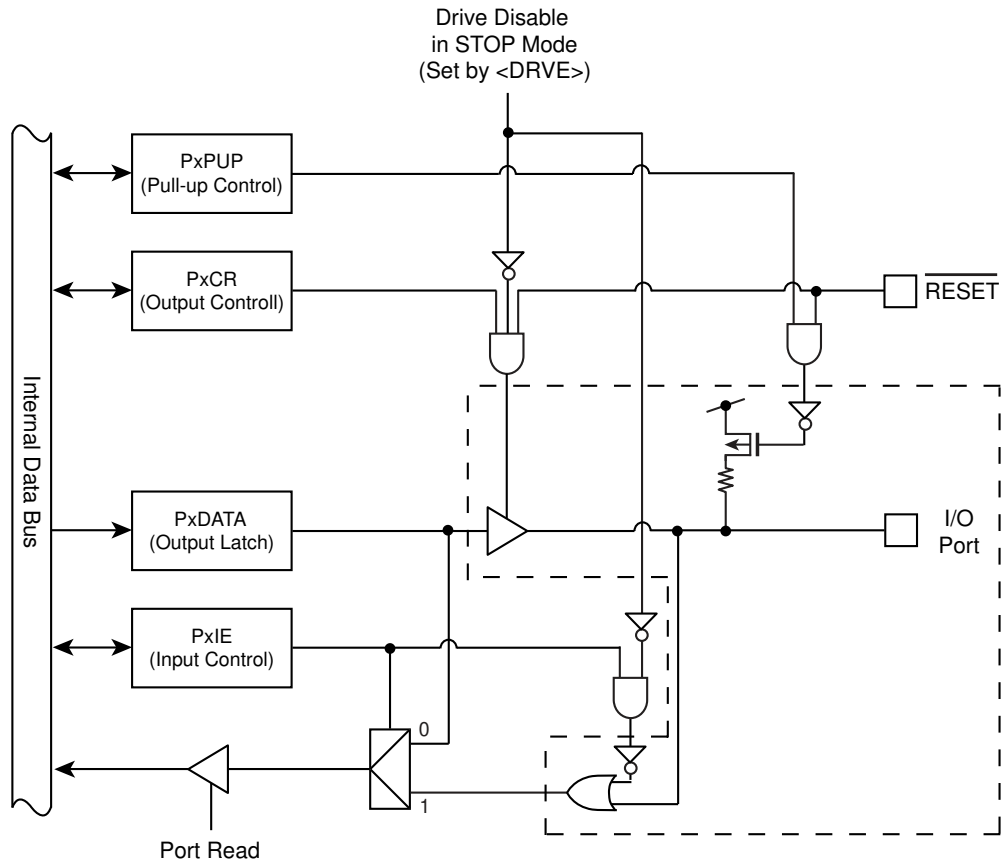 Drive Disable
in STOP Mode
(Set by <DRVE>)
PxPUP
(Pull-up Control)
PxCR
(Output Controll)
RESET
Internal Data Bus
PxDATA
(Output Latch)
I/O
Port
PxIE
(Input Control)
0
1
Port Read